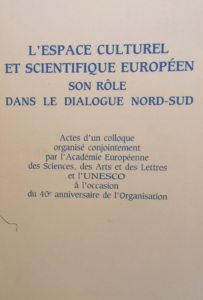 L'ESPACE CULTUREL
ET SCIENTIFIQUE EUROPÉEN
SON RÔLE
DANS LE DIALOGUE NORD-SUD
Actes d'un colloque
organisé conjointement
par l'Académie Européenne
des Sciences, des Arts et des Lettres
et l'UNESCO
à l'occasion
du 40e anniversaire de l'Organisation